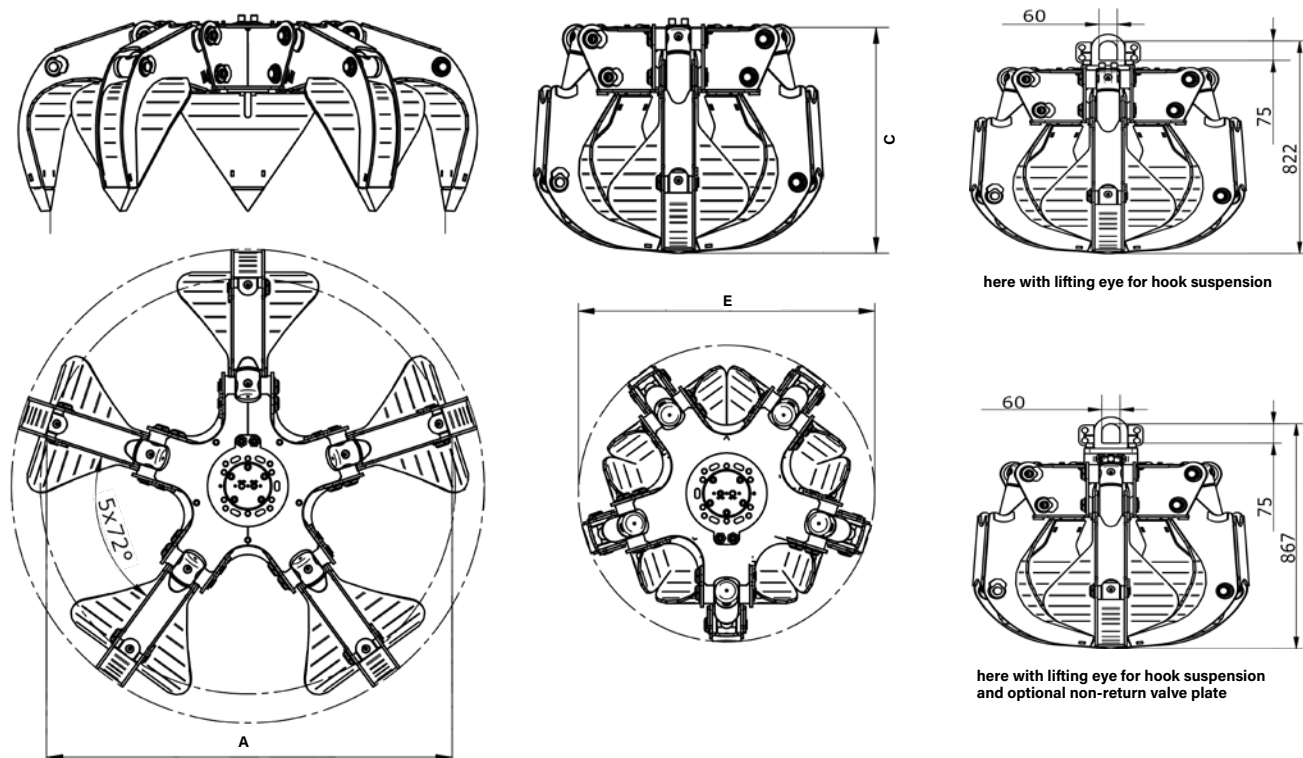 60
C
75
822
here with lifting eye for hook suspension
E
60
75
867
5x72°
here with lifting eye for hook suspension
and optional non-return valve plate
A